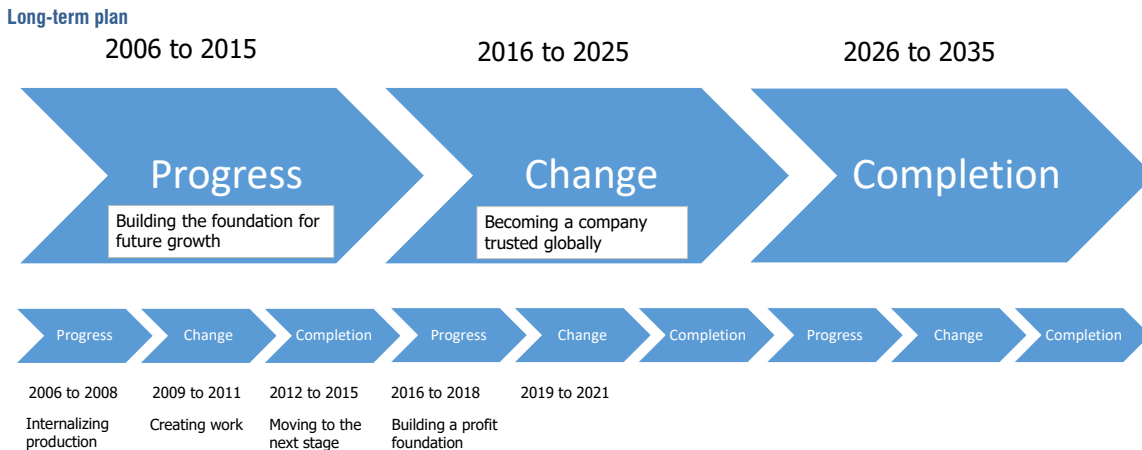 Long-term plan
2006 to 2015
2016 to 2025
2026 to 2035
Progress
Change
Completion
Building the foundation for
future growth
Becoming a company
trusted globally
Progress
Change
Completion
Progress
Change
Completion
Progress
Change
Completion
2006 to 2008
2009 to 2011
2012 to 2015
2016 to 2018
2019 to 2021
Internalizing
production
Creating work
Moving to the
next stage
Building a profit
foundation